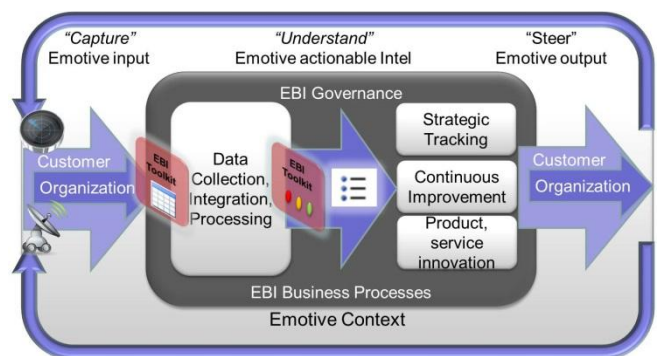 “Capture”
Emotive input
“Understand”
Emotive actionable Intel
“Steer”
Emotive output
EBI Governance
Customer
Organization
EBI
Toolkit
Data
Collection,
Integration,
Processing
EBI
Toolkit
Strategic
Tracking
Continuous
Improvement
Product,
service
innovation
Customer
Organization
EBI Business Processes
Emotive Context